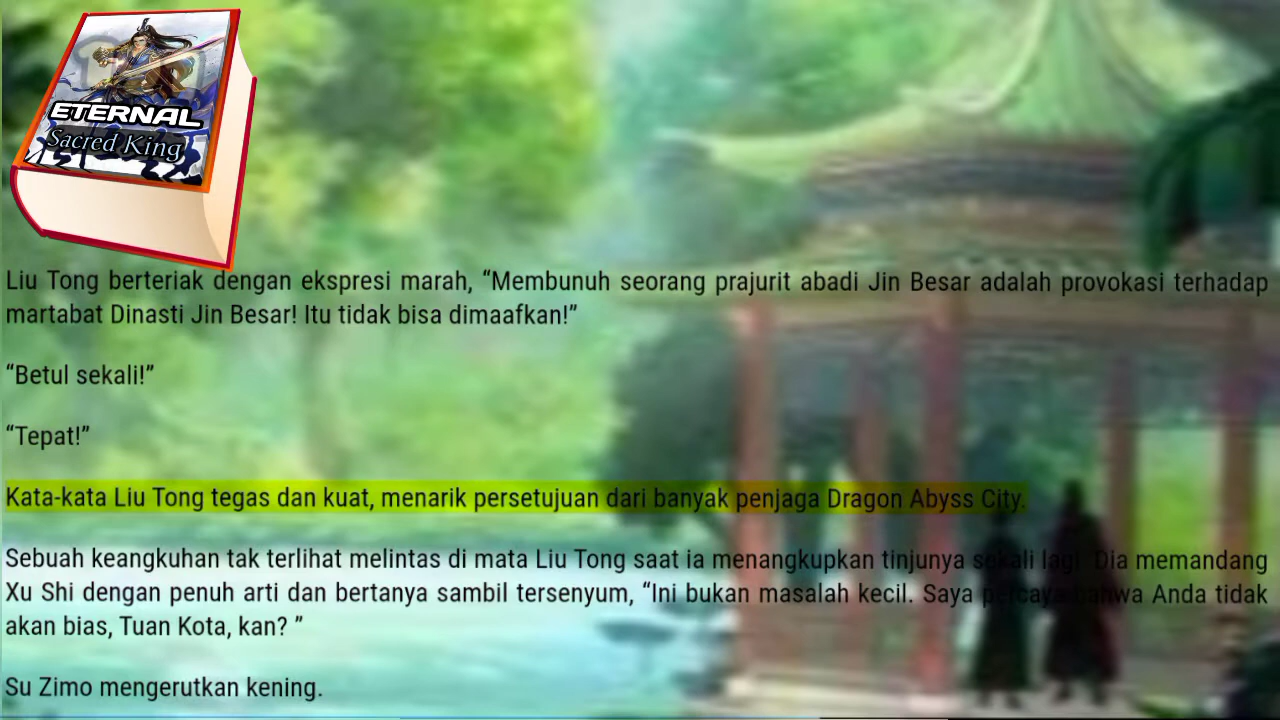 ETERNAL
Sacred King
Liu Tong berteriak dengan ekspresi marah, “Membunuh seorang prajurit abadi Jin Besar adalah provokasi terhadap
martabat Dinasti Jin Besar! Itu tidak bisa dimaafkan!”
“Betul sekali!”
“Tepat!”
Kata-kata Liu Tong tegas dan kuat, menarik persetujuan dari banyak penjaga Dragon Abyss City.
Sebuah keangkuhan tak terlihat melintas di mata Liu Tong saat ia menangkupkan tinjunya sekali lagi. Dia memandang
Xu Shi dengan penuh arti dan bertanya sambil tersenyum, “Ini bukan masalah kecil. Saya percaya bahwa Anda tidak
akan bias, Tuan Kota, kan? ”
Su Zimo mengerutkan kening.